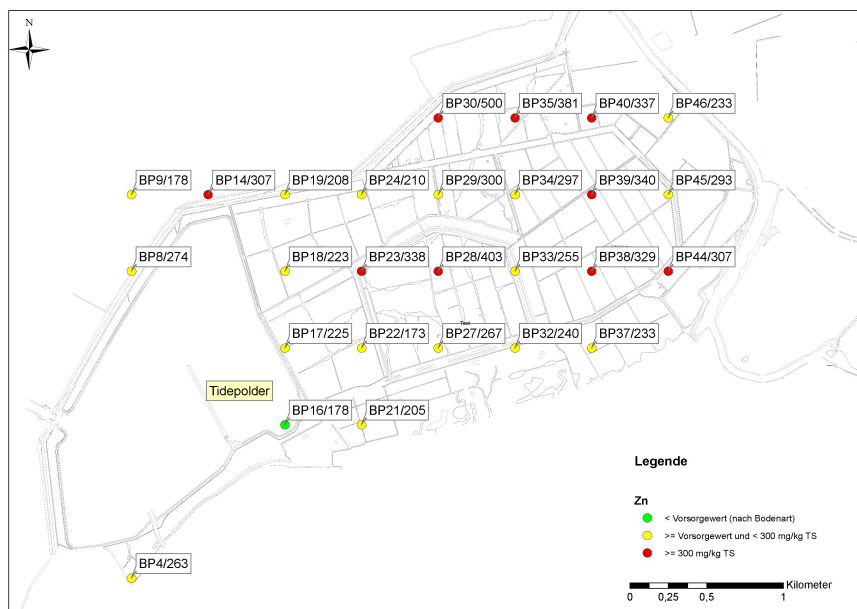 N
BP30/500
BP35/381
BP40/337
BP46/233
BP9/178
BP14/307
BP19/208
BP24/210
BP29/300
BP34/297
BP39/340
BP45/293
BP8/274
BP18/223
BP23/338
BP28/403
BP33/255
BP38/329
BP44/307
Text
BP17/225
BP22/173
BP27/267
BP32/240
BP37/233
Tidepolder
BP16/178
BP21/205
BP4/263
Legende
Zn
< Vorsorgewert (nach Bodenart)
>= Vorsorgewert und < 300 mg/kg TS
>= 300 mg/kg TS
Kilometer
0 0,25 0,5 1